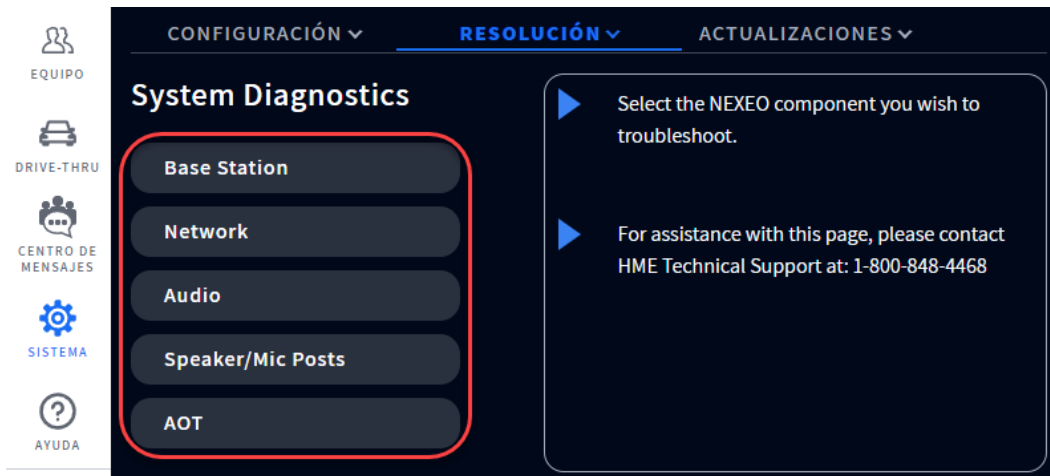 EQUIPO
DRIVE-THRU
CENTRO DE
MENSAJES
SISTEMA
AYUDA
CONFIGURACIÓN
RESOLUCIÓN
ACTUALIZACIONES
System Diagnostics
Base Station
Network
Audio
Speaker/Mic Posts
AOT
Select the NEXEO component you wish to
troubleshoot.
For assistance with this page, please contact
HME Technical Support at: 1-800-848-4468